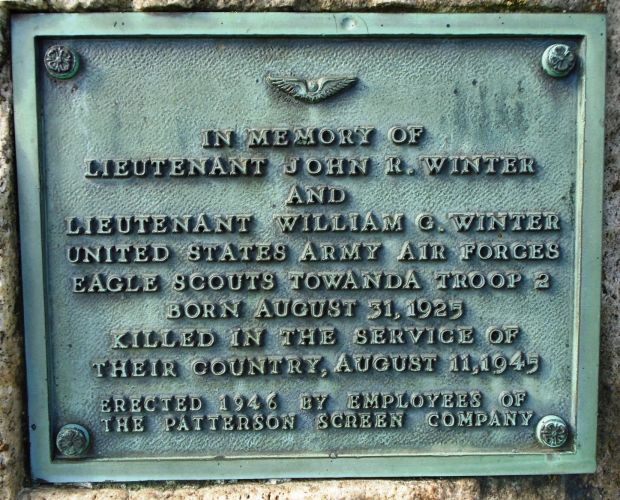 IN MEMORY OF
LIEUTENANT JOHN R. WINTER
AND
LIEUTENANT WILLIAM G. WINTER
UNITED STATES ARMY AIR FORCES
EAGLE SCOUTS TOWANDA TROOP 2
BORN AUGUST 31, 1925
KILLED IN THE SERVICE OF
THEIR COUNTRY, AUGUST 11, 1945
ERECTED 1946 BY EMPLOYEES OF
THE PATTERSON SCREEN COMPANY